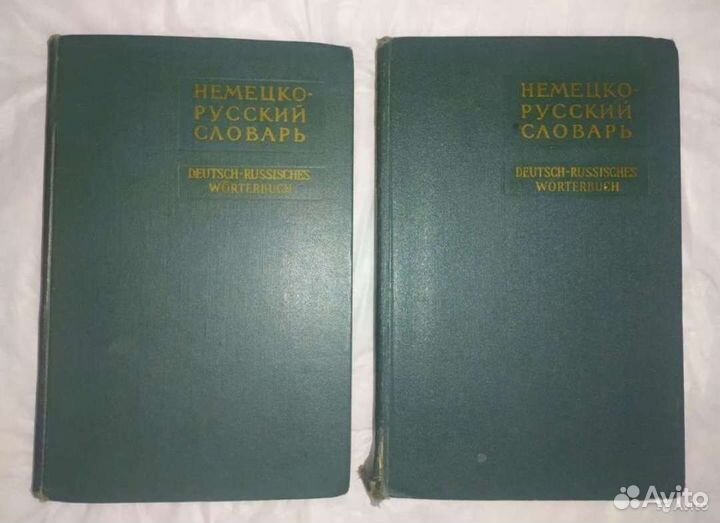 НЕМЕЦКО-
РУССКИЙ
СЛОВАРЬ
DEUTSCH-RUSSISCHES
WÖRTERBUCH
НЕМЕЦКО-
РУССКИЙ
СЛОВАРЬ
DEUTSCH-RUSSISCHES
WÖRTERBUCH
Avito